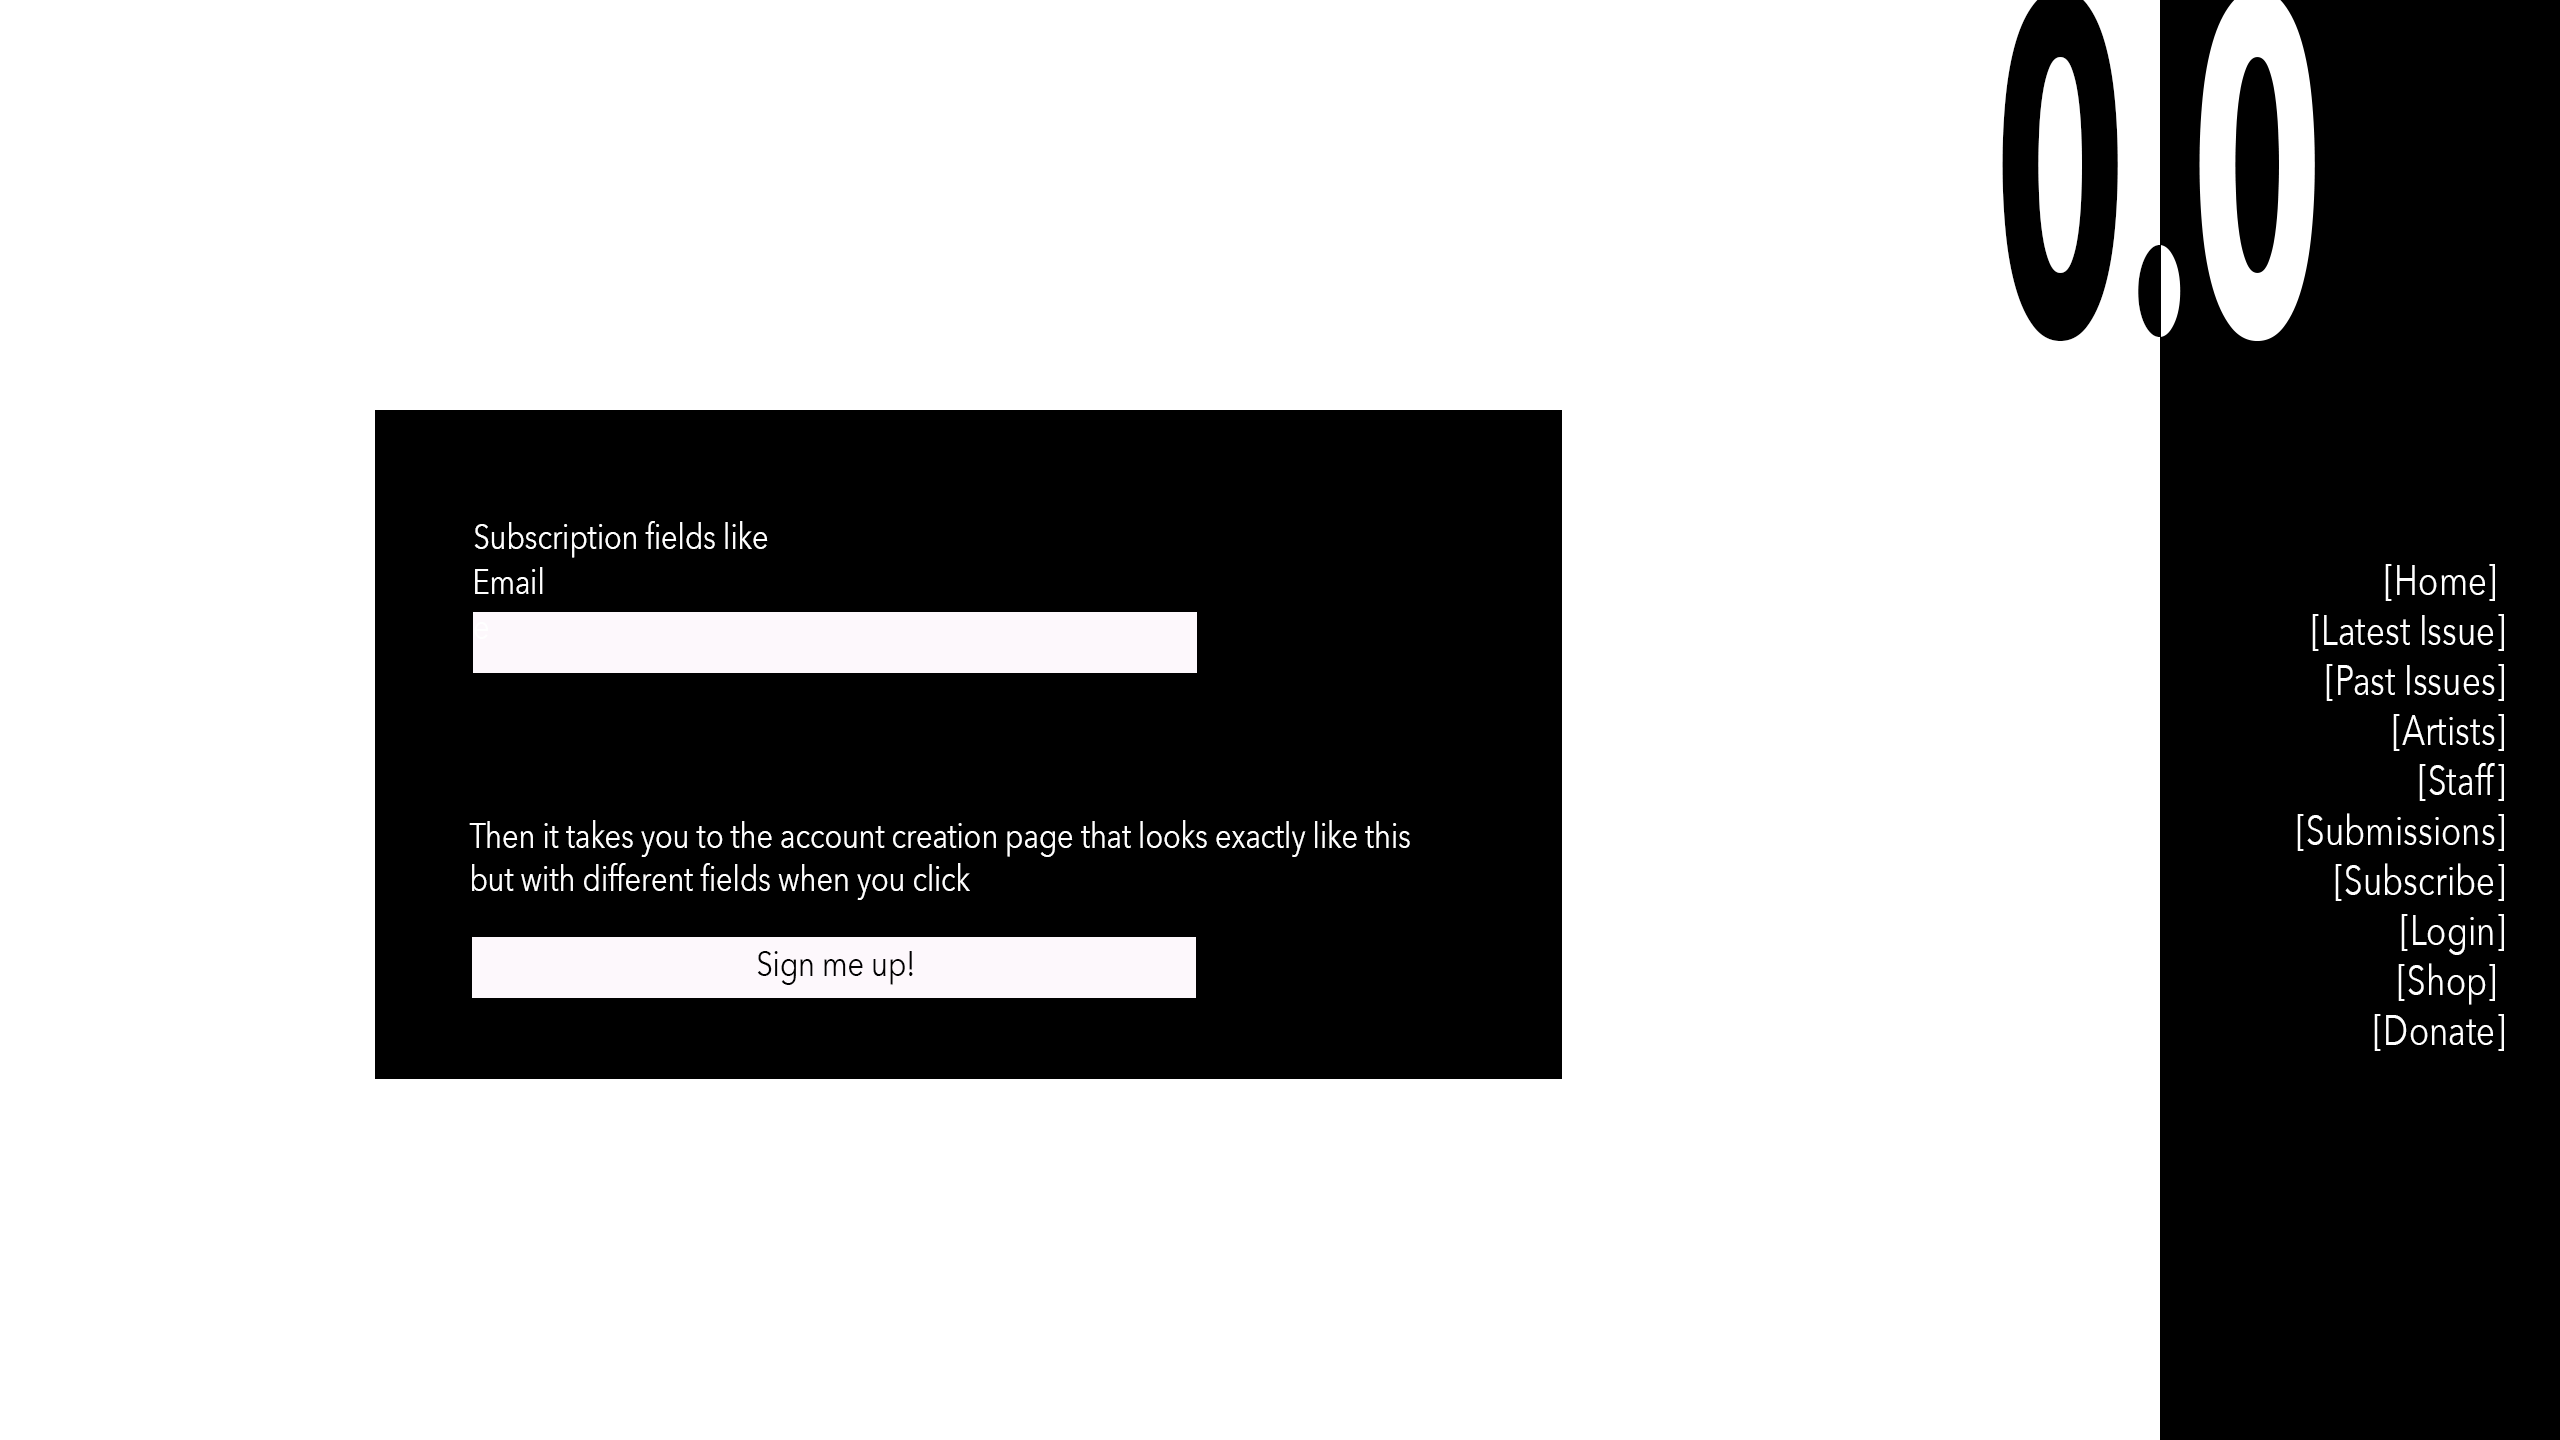 0.0
Subscription fields like
Email
e
Then it takes you to the account creation page that looks exactly like this
but with different fields when you click
Sign me up!
[Home]
[Latest Issue]
[Past Issues]
[Artists]
[Staff]
[Submissions]
[Subscribe]
[Login]
[Shop]
[Donate]